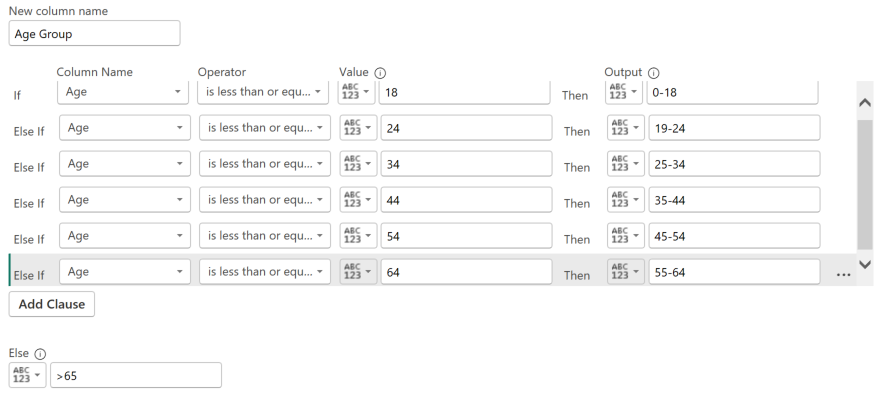 New column name
Age Group
Column Name Operator Value Output
If Age is less than or equ... ABC 123 18 Then ABC 123 0-18
Else If Age is less than or equ... ABC 123 24 Then ABC 123 19-24
Else If Age is less than or equ... ABC 123 34 Then ABC 123 25-34
Else If Age is less than or equ... ABC 123 44 Then ABC 123 35-44
Else If Age is less than or equ... ABC 123 54 Then ABC 123 45-54
Else If Age is less than or equ... ABC 123 64 Then ABC 123 55-64 ...
Add Clause
Else
ABC 123 >65